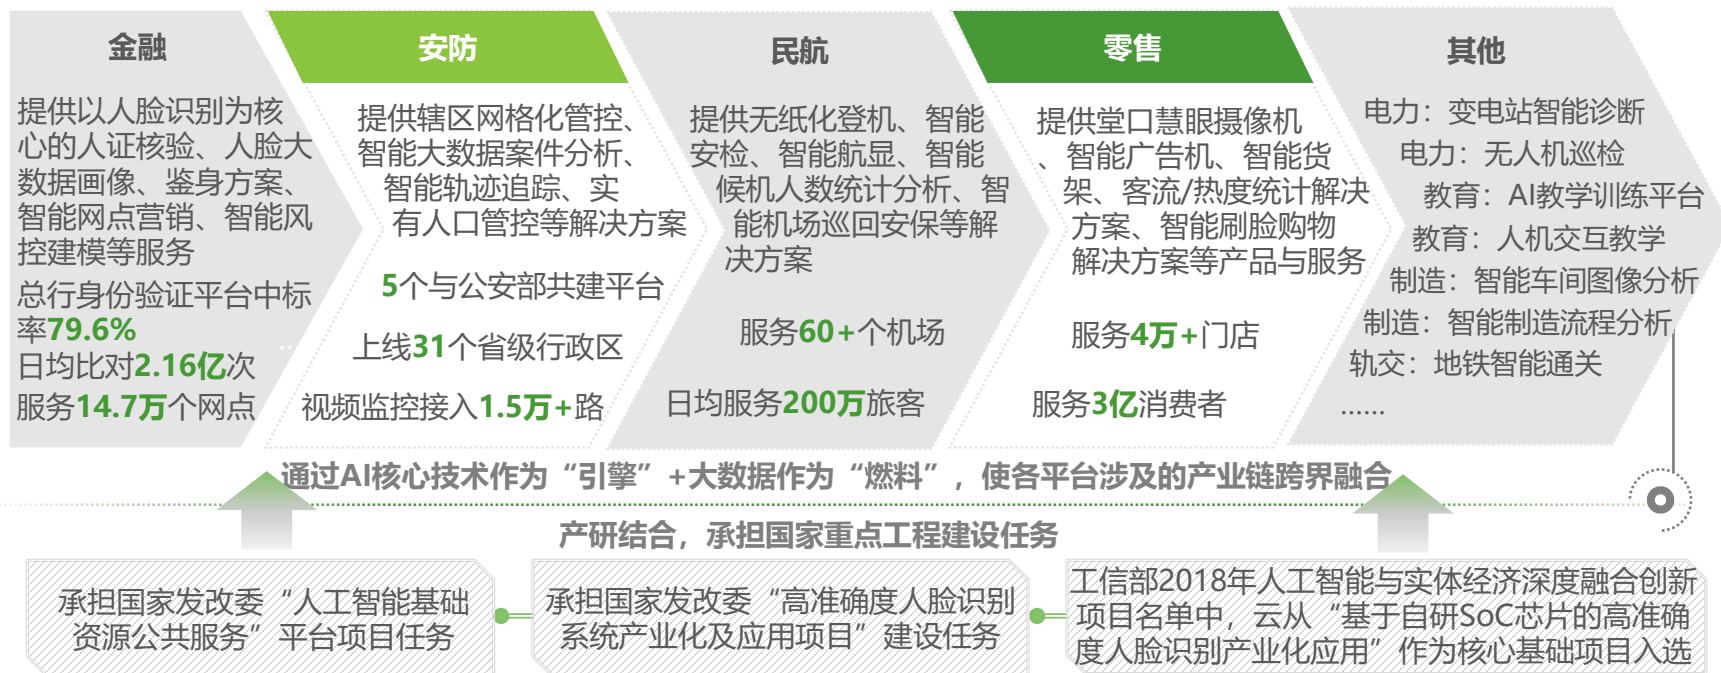 金融
提供以人脸识别为核
心的人证核验、人脸大
数据画像、鉴身方案、
智能网点营销、智能风
控建模等服务
总行身份验证平台中标
率79.6%
日均比对2.16亿次
服务14.7万个网点
安防
提供辖区网格化管控、
智能大数据案件分析、
智能轨迹追踪、实
有人口管控等解决方案
5个与公安部共建平台
上线31个省级行政区
视频监控接入1.5万+路
民航
提供无纸化登机、智能
安检、智能航显、智能
候机人数统计分析、智
能机场巡回安保等解
决方案
服务60+个机场
日均服务200万旅客
零售
提供堂口慧眼摄像机
、智能广告机、智能货
架、客流/热度统计解决
方案、智能刷脸购物
解决方案等产品与服务
服务4万+门店
服务3亿消费者
其他
电力：变电站智能诊断
电力：无人机巡检
教育：AI教学训练平台
教育：人机交互教学
制造：智能车间图像分析
制造：智能制造流程分析
轨交：地铁智能通关
......
通过AI核心技术作为“引擎”+大数据作为“燃料”，使各平台涉及的产业链跨界融合
产研结合，承担国家重点工程建设任务
承担国家发改委“人工智能基础
资源公共服务”平台项目任务
承担国家发改委“高准确度人脸识别
系统产业化及应用项目”建设任务
工信部2018年人工智能与实体经济深度融合创新
项目名单中，云从“基于自研SoC芯片的高准确
度人脸识别产业化应用”作为核心基础项目入选